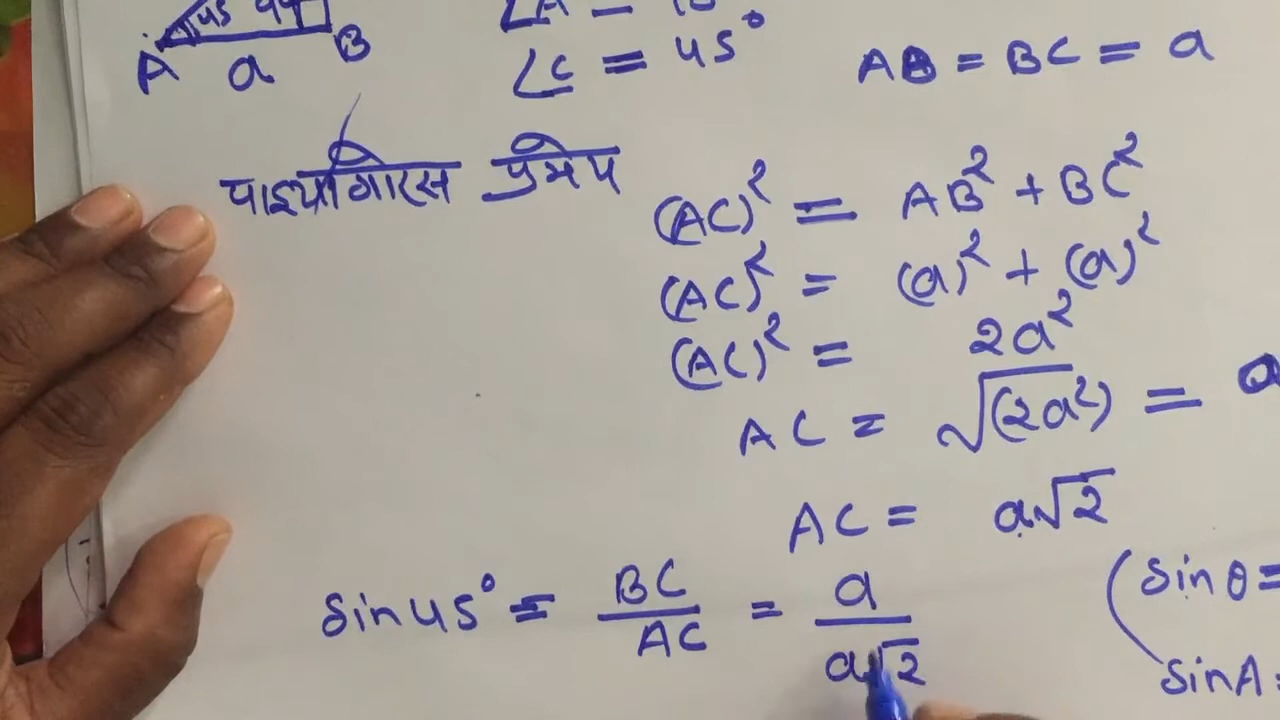 45
A a B
∠C = 45°
AB = BC = a
पाइथागोरस प्रमेय
(AC)² = AB² + BC²
(AC)² = (a)² + (a)²
(AC)² = 2a²
AC = √(2a²) = a
AC = a√2
sin 45° = BC/AC = a/a√2
(sin θ =
sin A =